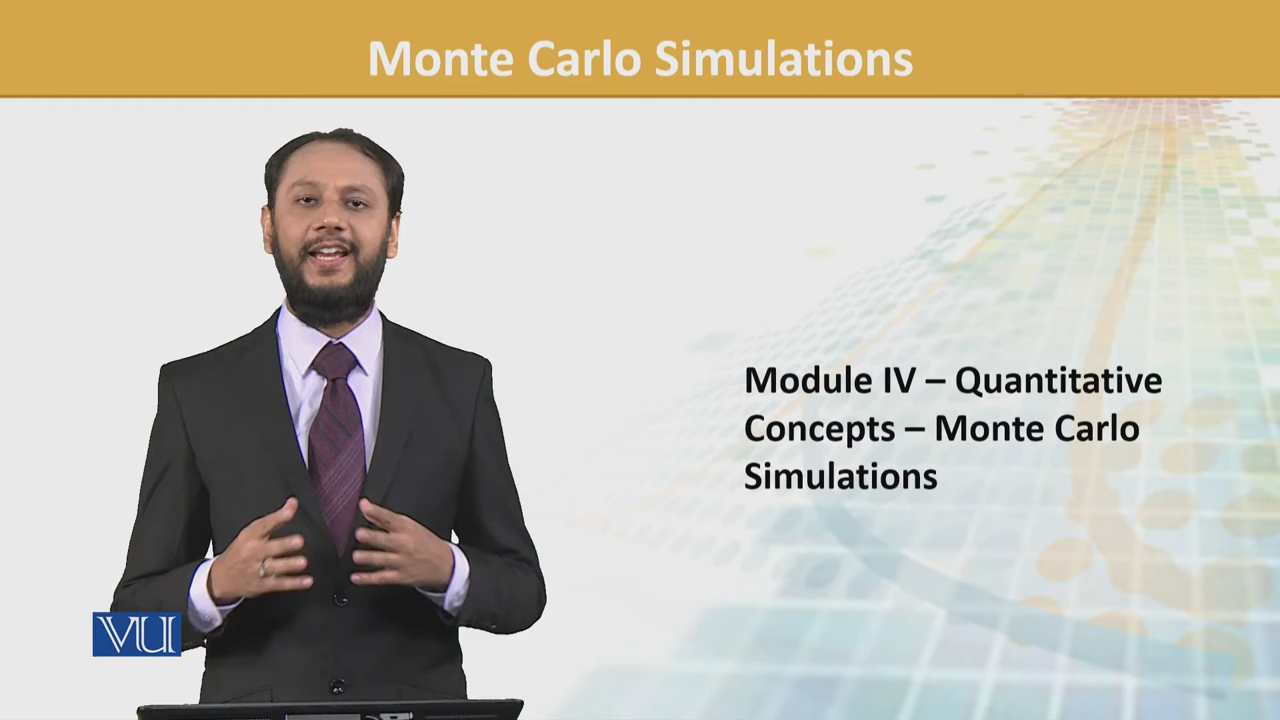 Monte Carlo Simulations
Module IV – Quantitative
Concepts – Monte Carlo
Simulations
VU